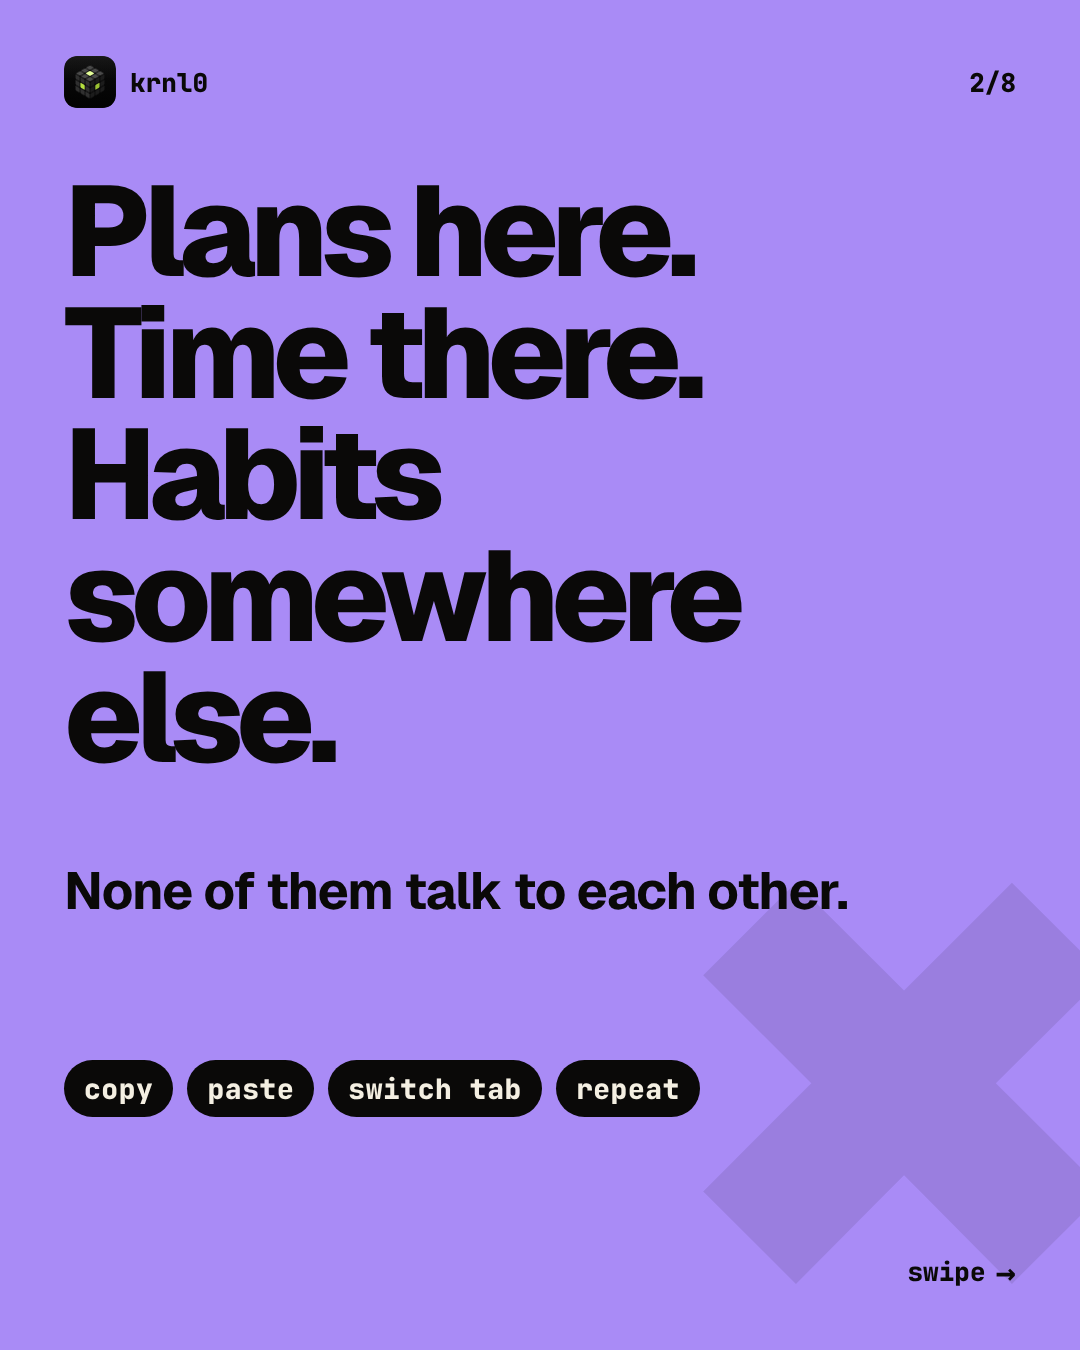 krnl0
2/8
Plans here.
Time there.
Habits
somewhere
else.
None of them talk to each other.
copy paste switch tab repeat
swipe →